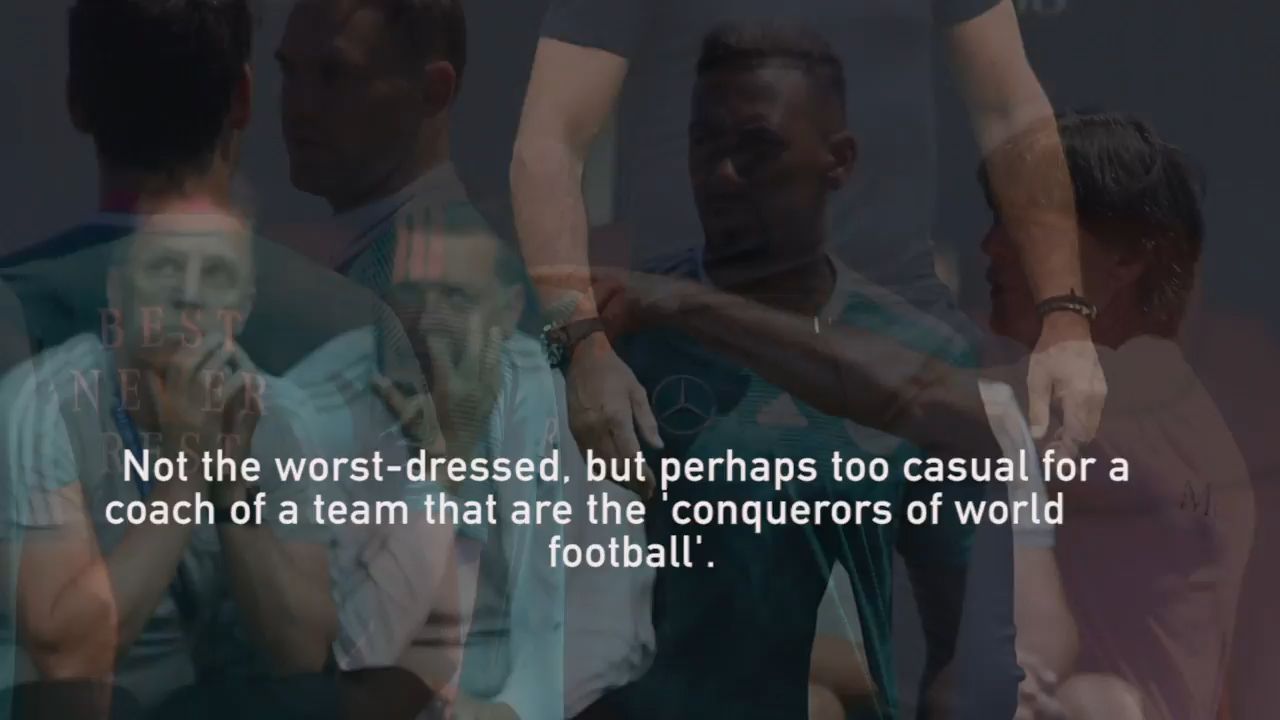 BEST
NEVER
REST
Not the worst-dressed, but perhaps too casual for a
coach of a team that are the 'conquerors of world
football'.